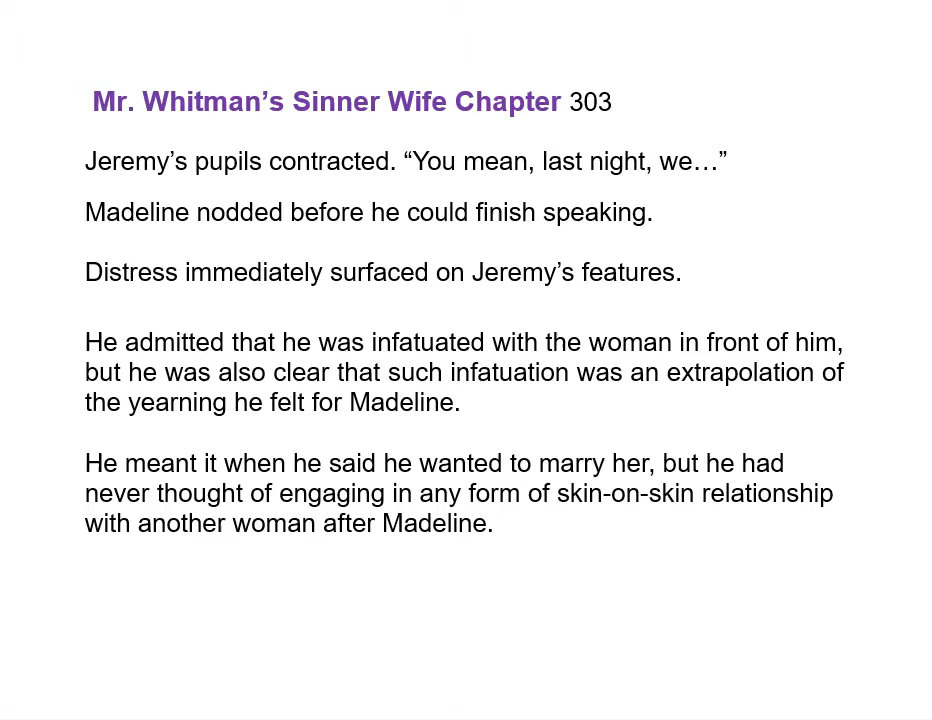 Mr. Whitman’s Sinner Wife Chapter 303
Jeremy’s pupils contracted. “You mean, last night, we…”
Madeline nodded before he could finish speaking.
Distress immediately surfaced on Jeremy’s features.
He admitted that he was infatuated with the woman in front of him,
but he was also clear that such infatuation was an extrapolation of
the yearning he felt for Madeline.
He meant it when he said he wanted to marry her, but he had
never thought of engaging in any form of skin-on-skin relationship
with another woman after Madeline.